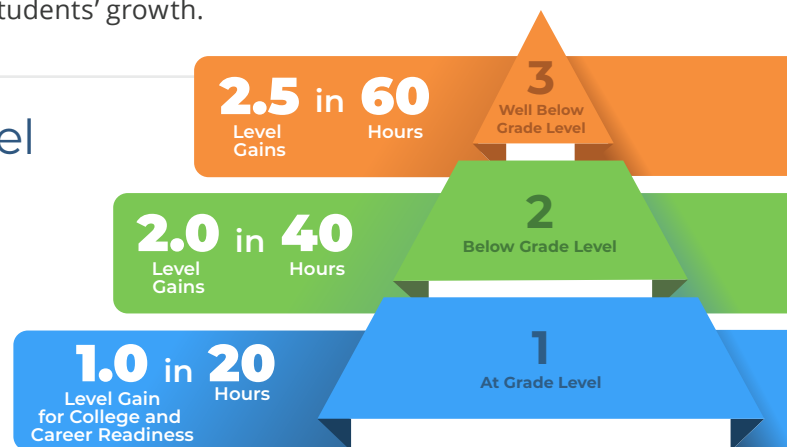 tudents’ growth.
el
2.5 in 60
Level Gains
Hours
3
Well Below
Grade Level
2.0 in 40
Level Gains
Hours
2
Below Grade Level
1.0 in 20
Level Gain
for College and
Career Readiness
Hours
1
At Grade Level